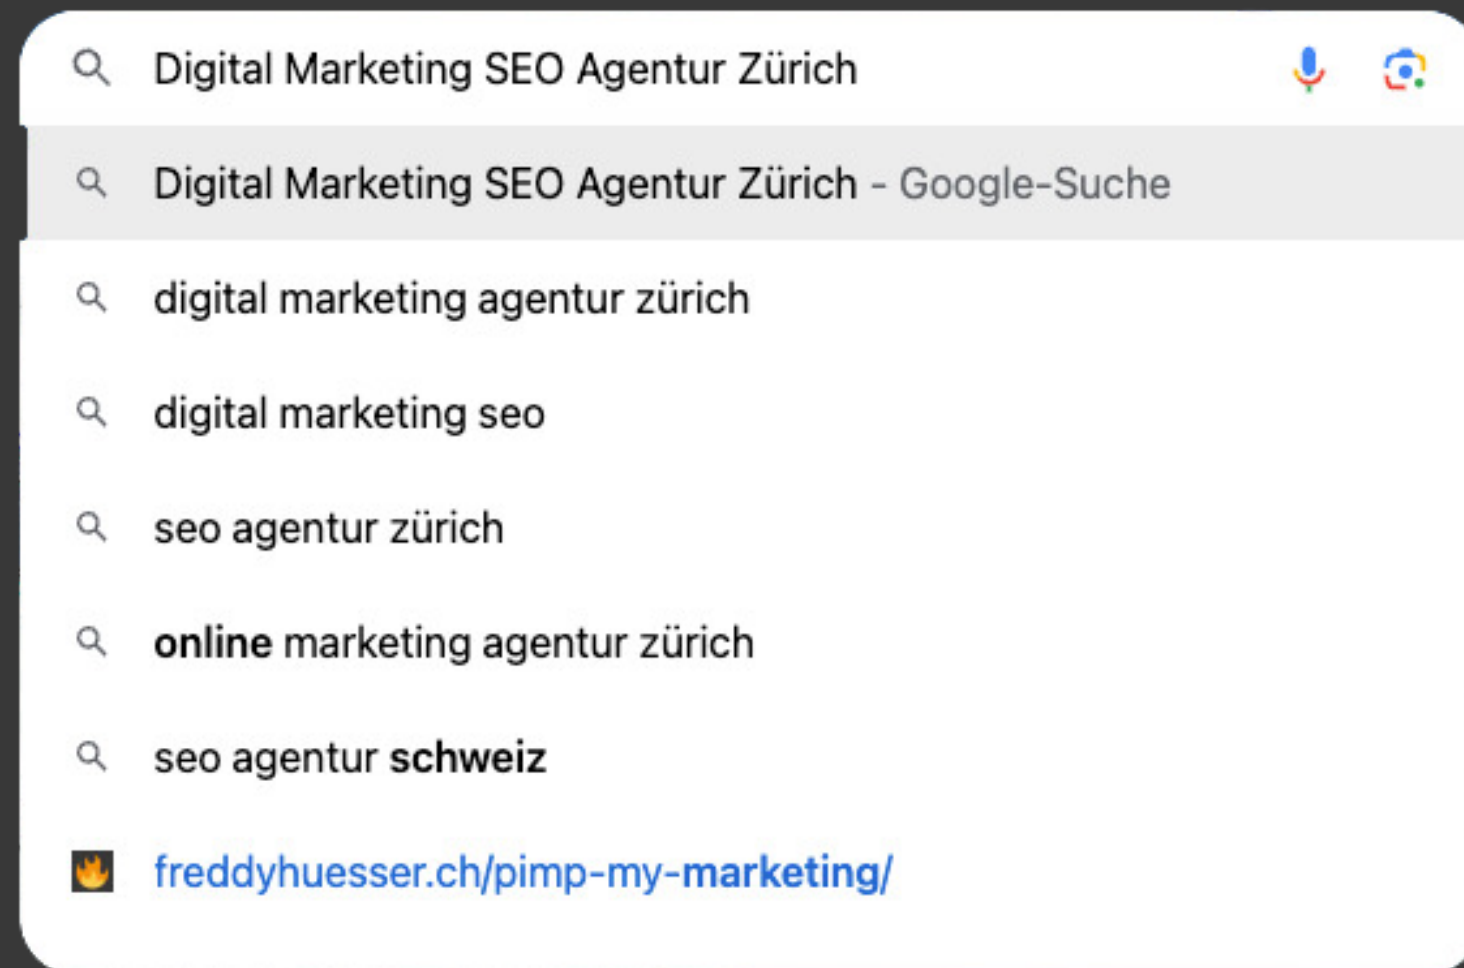 Digital Marketing SEO Agentur Zürich
Digital Marketing SEO Agentur Zürich - Google-Suche
digital marketing agentur zürich
digital marketing seo
seo agentur zürich
online marketing agentur zürich
seo agentur schweiz
freddyhuesser.ch/pimp-my-marketing/